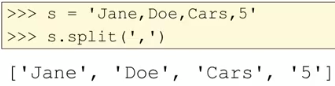 >>> s = 'Jane,Doe,Cars,5'
>>> s.split(',')
['Jane', 'Doe', 'Cars', '5']